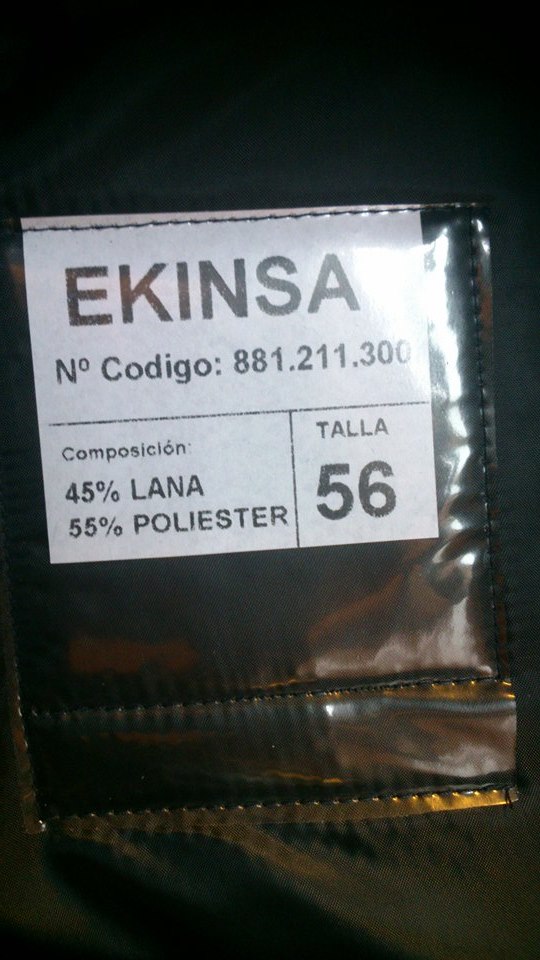 EKINSA
Nº Codigo: 881.211.300
Composición:
45% LANA
55% POLIESTER
TALLA
56